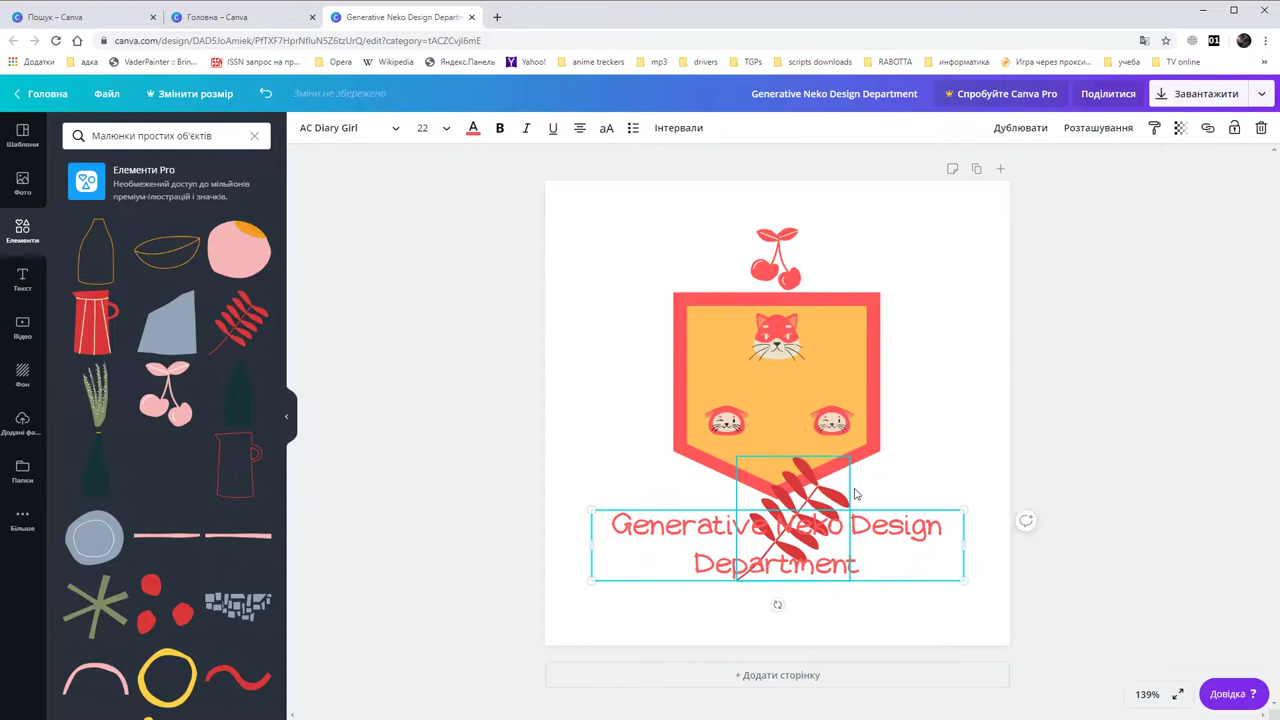 Пошук – Canva
Головна – Canva
Generative Neko Design Departm
canva.com/design/DAD5JoAmiek/PfTXF7HprNfluN5Z6tzUrQ/edit?category=tACZCvjI6mE
Додатки
адка
VaderPainter :: Brin...
ISSN запрос на пр...
Opera
Wikipedia
Яндекс.Панель
Yahoo!
anime treckers
mp3
drivers
TGPs
scripts downloads
RABOTTA
информатика
Игра через прокси...
учеба
TV online
Головна
Файл
Змінити розмір
Зміни не збережено
Generative Neko Design Department
Спробуйте Canva Pro
Поділитися
Завантажити
AC Diary Girl
22
A
B
I
U
aA
Інтервали
Дублювати
Розташування
Шаблони
Фото
Елементи
Текст
Відео
Фон
Додані фа...
Папки
Більше
Малюнки простих об'єктів
Елементи Pro
Необмежений доступ до мільйонів
преміум-ілюстрацій і значків.
Generative Neko Design
Department
+ Додати сторінку
139%
Довідка ?